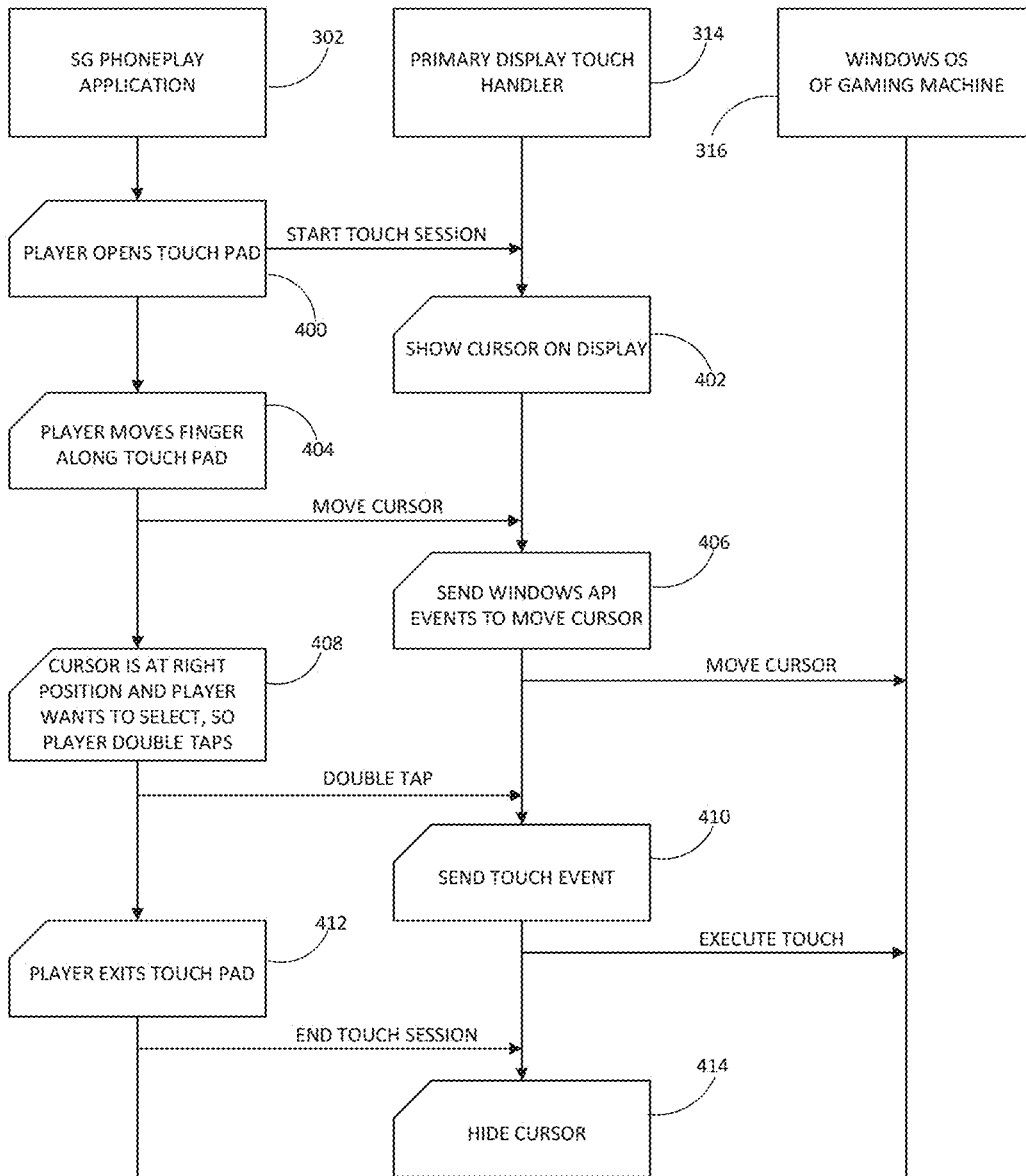 SG PHONEPLAY
APPLICATION
302
PRIMARY DISPLAY TOUCH
HANDLER
314
WINDOWS OS
OF GAMING MACHINE
316
PLAYER OPENS TOUCH PAD
400
START TOUCH SESSION
SHOW CURSOR ON DISPLAY
402
PLAYER MOVES FINGER
ALONG TOUCH PAD
404
MOVE CURSOR
SEND WINDOWS API
EVENTS TO MOVE CURSOR
406
MOVE CURSOR
CURSOR IS AT RIGHT
POSITION AND PLAYER
WANTS TO SELECT, SO
PLAYER DOUBLE TAPS
408
DOUBLE TAP
SEND TOUCH EVENT
410
EXECUTE TOUCH
PLAYER EXITS TOUCH PAD
412
END TOUCH SESSION
HIDE CURSOR
414